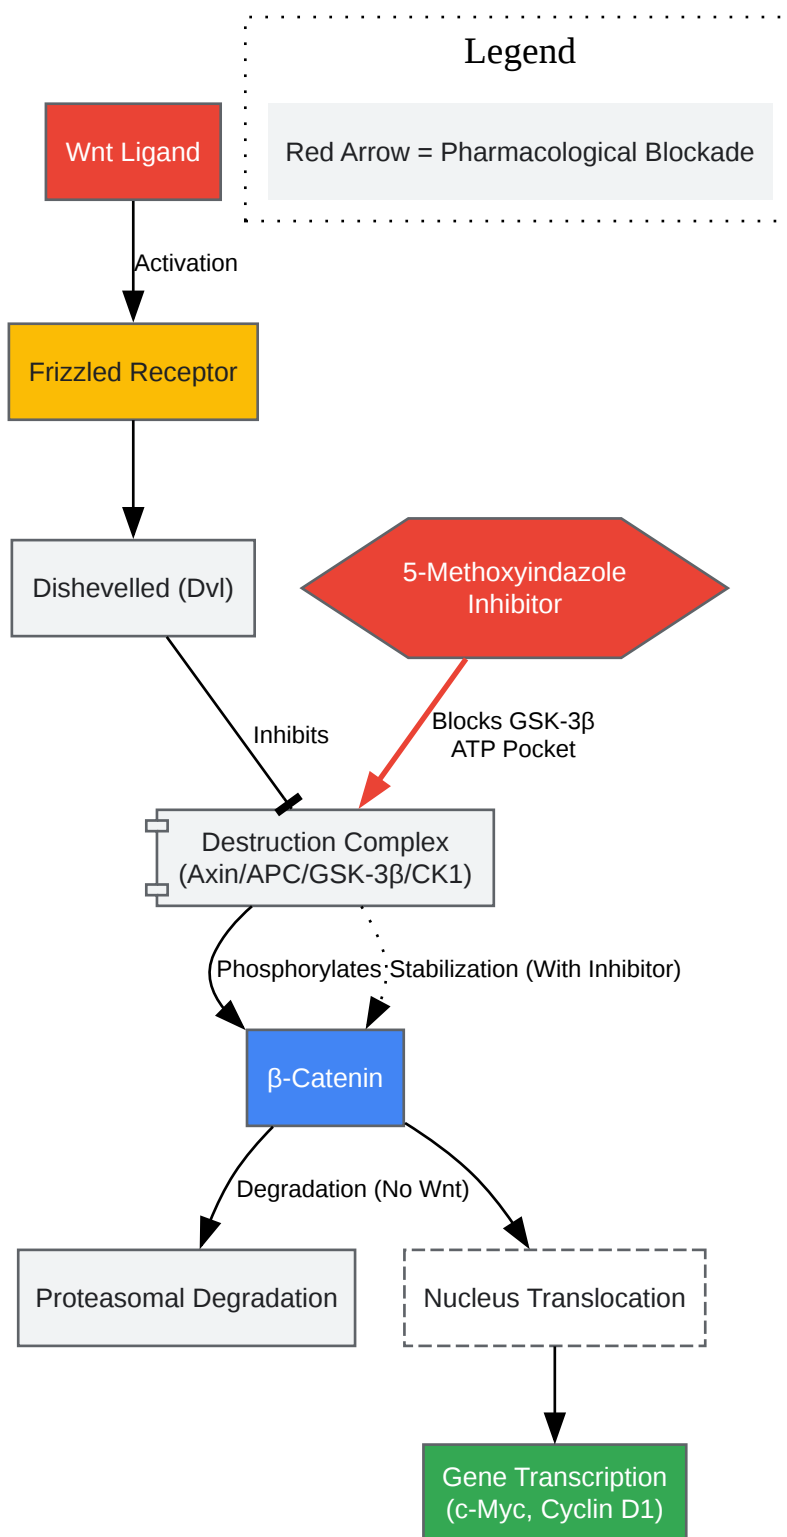 Legend
Wnt Ligand
Red Arrow = Pharmacological Blockade
Activation
Frizzled Receptor
Dishevelled (Dvl)
5-Methoxyindazole
Inhibitor
Inhibits
Blocks GSK-3β
ATP Pocket
Destruction Complex
(Axin/APC/GSK-3β/CK1)
Phosphorylates
Stabilization (With Inhibitor)
β-Catenin
Degradation (No Wnt)
Proteasomal Degradation
Nucleus Translocation
Gene Transcription
(c-Myc, Cyclin D1)